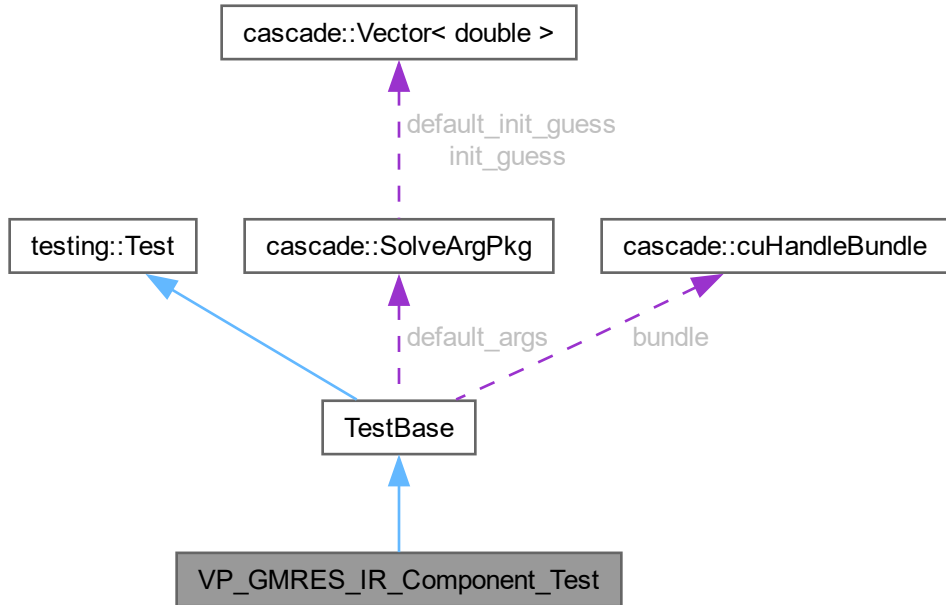 cascade::Vector< double >
default_init_guess
init_guess
testing::Test
cascade::SolveArgPkg
cascade::cuHandleBundle
default_args
bundle
TestBase
VP_GMRES_IR_Component_Test